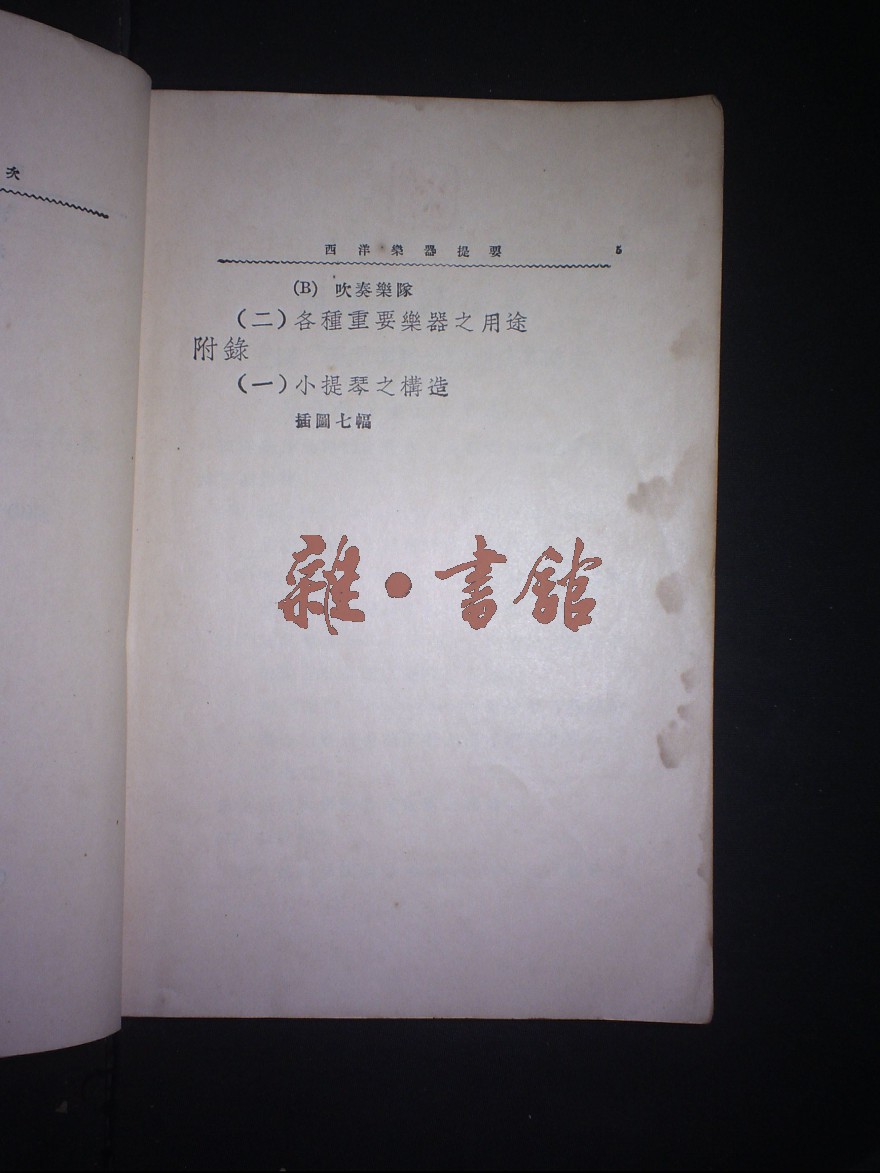 次
西洋樂器提要 5
(B) 吹奏樂隊
(二)各種重要樂器之用途
附錄
(一)小提琴之構造
插圖七幅
雜·書館